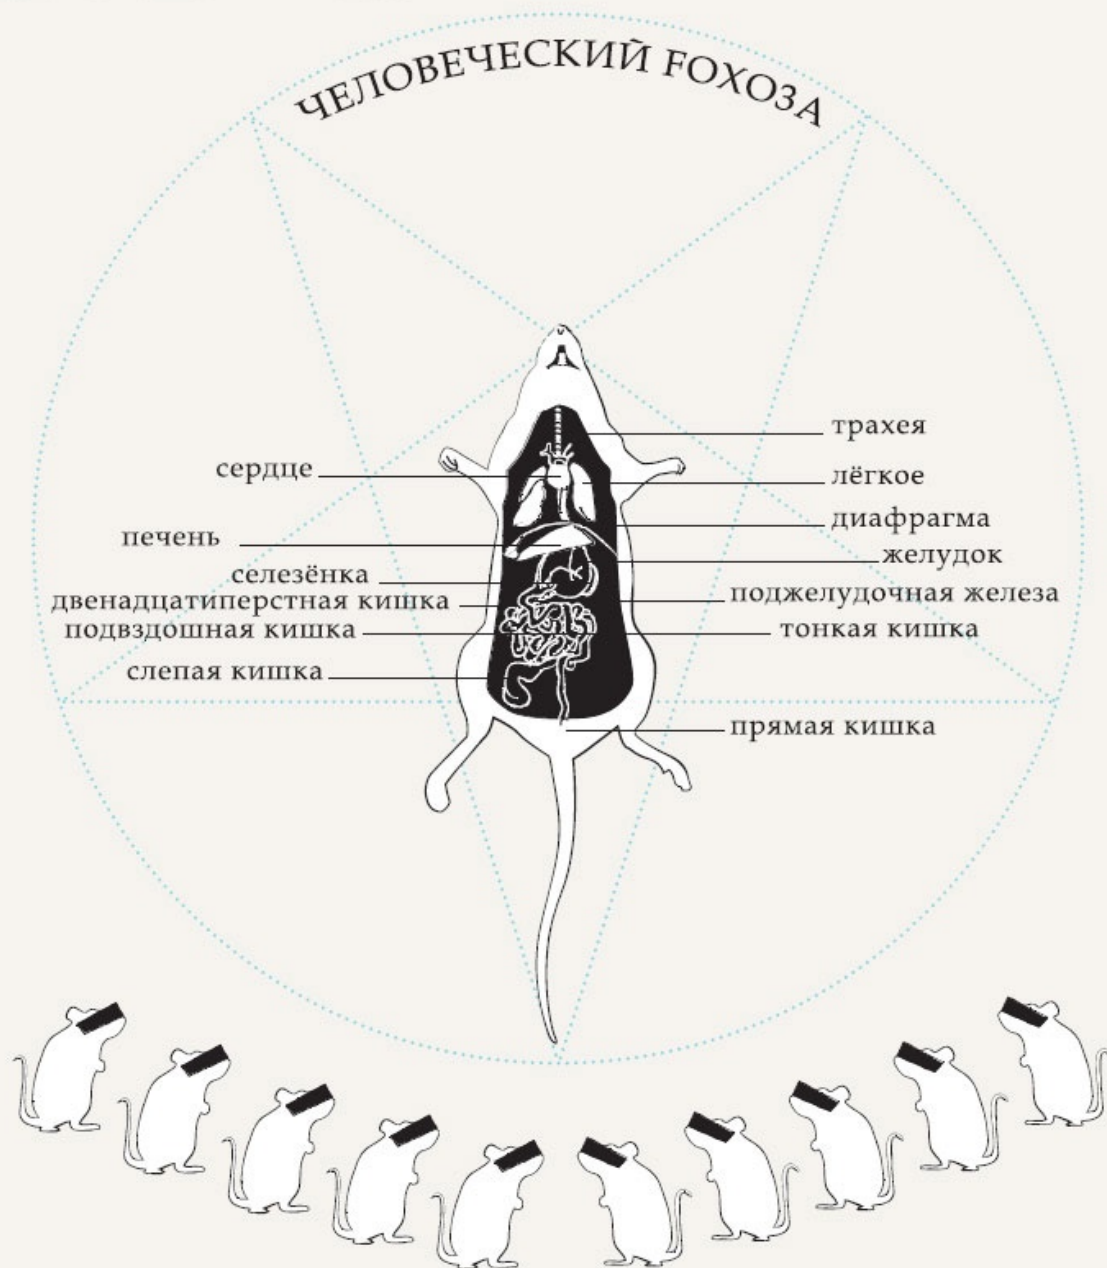 ЧЕЛОВЕЧЕСКИЙ FОХОЗА
трахея
сердце
лёгкое
диафрагма
печень
желудок
селезёнка
поджелудочная железа
двенадцатиперстная кишка
подвздошная кишка
тонкая кишка
слепая кишка
прямая кишка